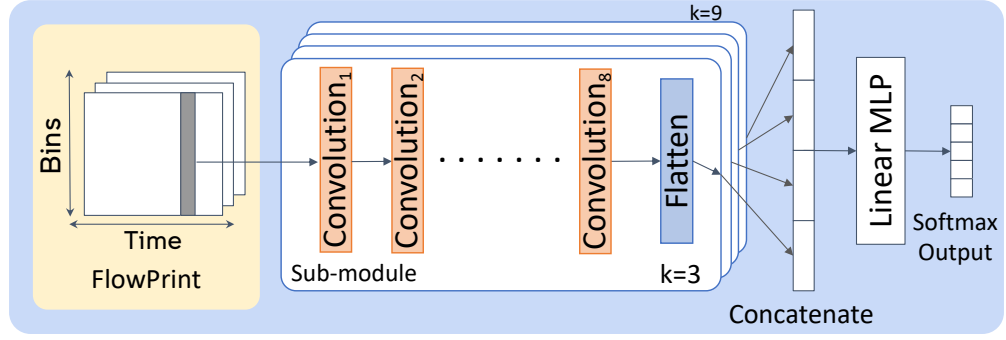 k=9
Bins
Time
FlowPrint
Convolution1
Convolution2
. . . . . . .
Convolution8
Flatten
Sub-module
k=3
Concatenate
Linear MLP
Softmax
Output